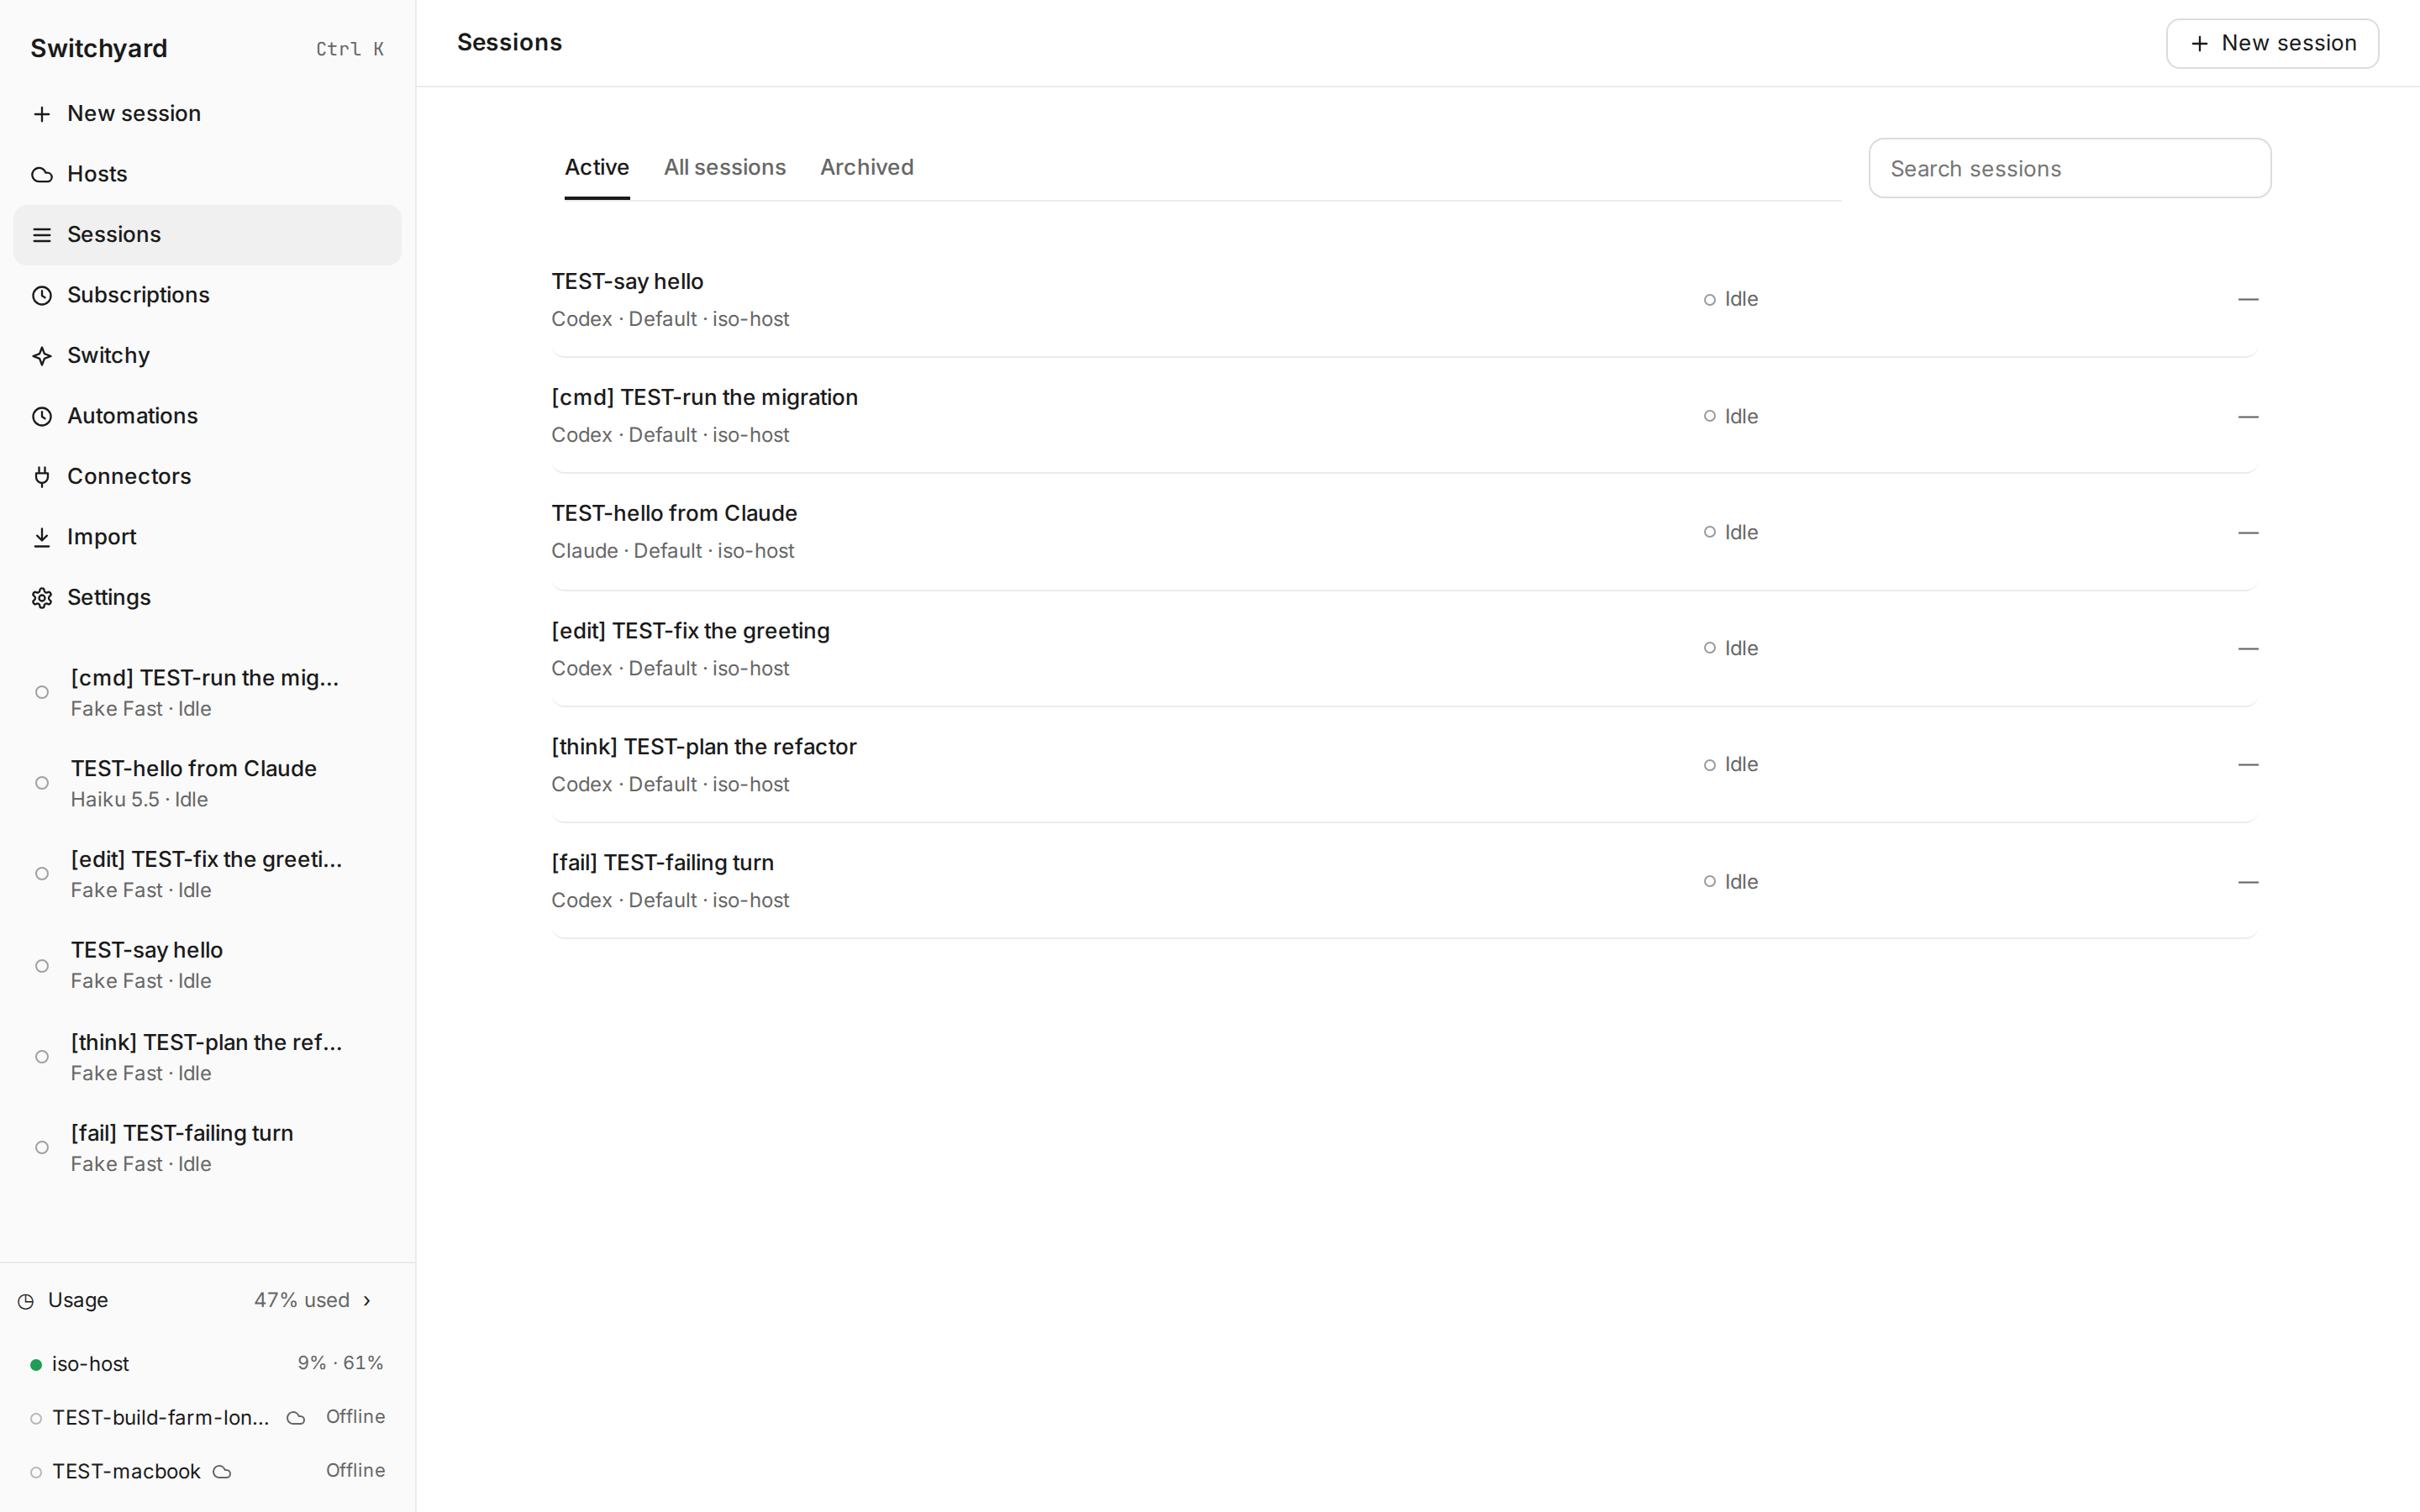 Switchyard
Ctrl K
New session
Hosts
Sessions
Subscriptions
Switchy
Automations
Connectors
Import
Settings
[cmd] TEST-run the mig...
Fake Fast · Idle
TEST-hello from Claude
Haiku 5.5 · Idle
[edit] TEST-fix the greeti...
Fake Fast · Idle
TEST-say hello
Fake Fast · Idle
[think] TEST-plan the ref...
Fake Fast · Idle
[fail] TEST-failing turn
Fake Fast · Idle
Usage
47% used ›
iso-host
9% · 61%
TEST-build-farm-lon...
Offline
TEST-macbook
Offline
Sessions
New session
Active
All sessions
Archived
Search sessions
TEST-say hello
Codex · Default · iso-host
Idle
—
[cmd] TEST-run the migration
Codex · Default · iso-host
Idle
—
TEST-hello from Claude
Claude · Default · iso-host
Idle
—
[edit] TEST-fix the greeting
Codex · Default · iso-host
Idle
—
[think] TEST-plan the refactor
Codex · Default · iso-host
Idle
—
[fail] TEST-failing turn
Codex · Default · iso-host
Idle
—